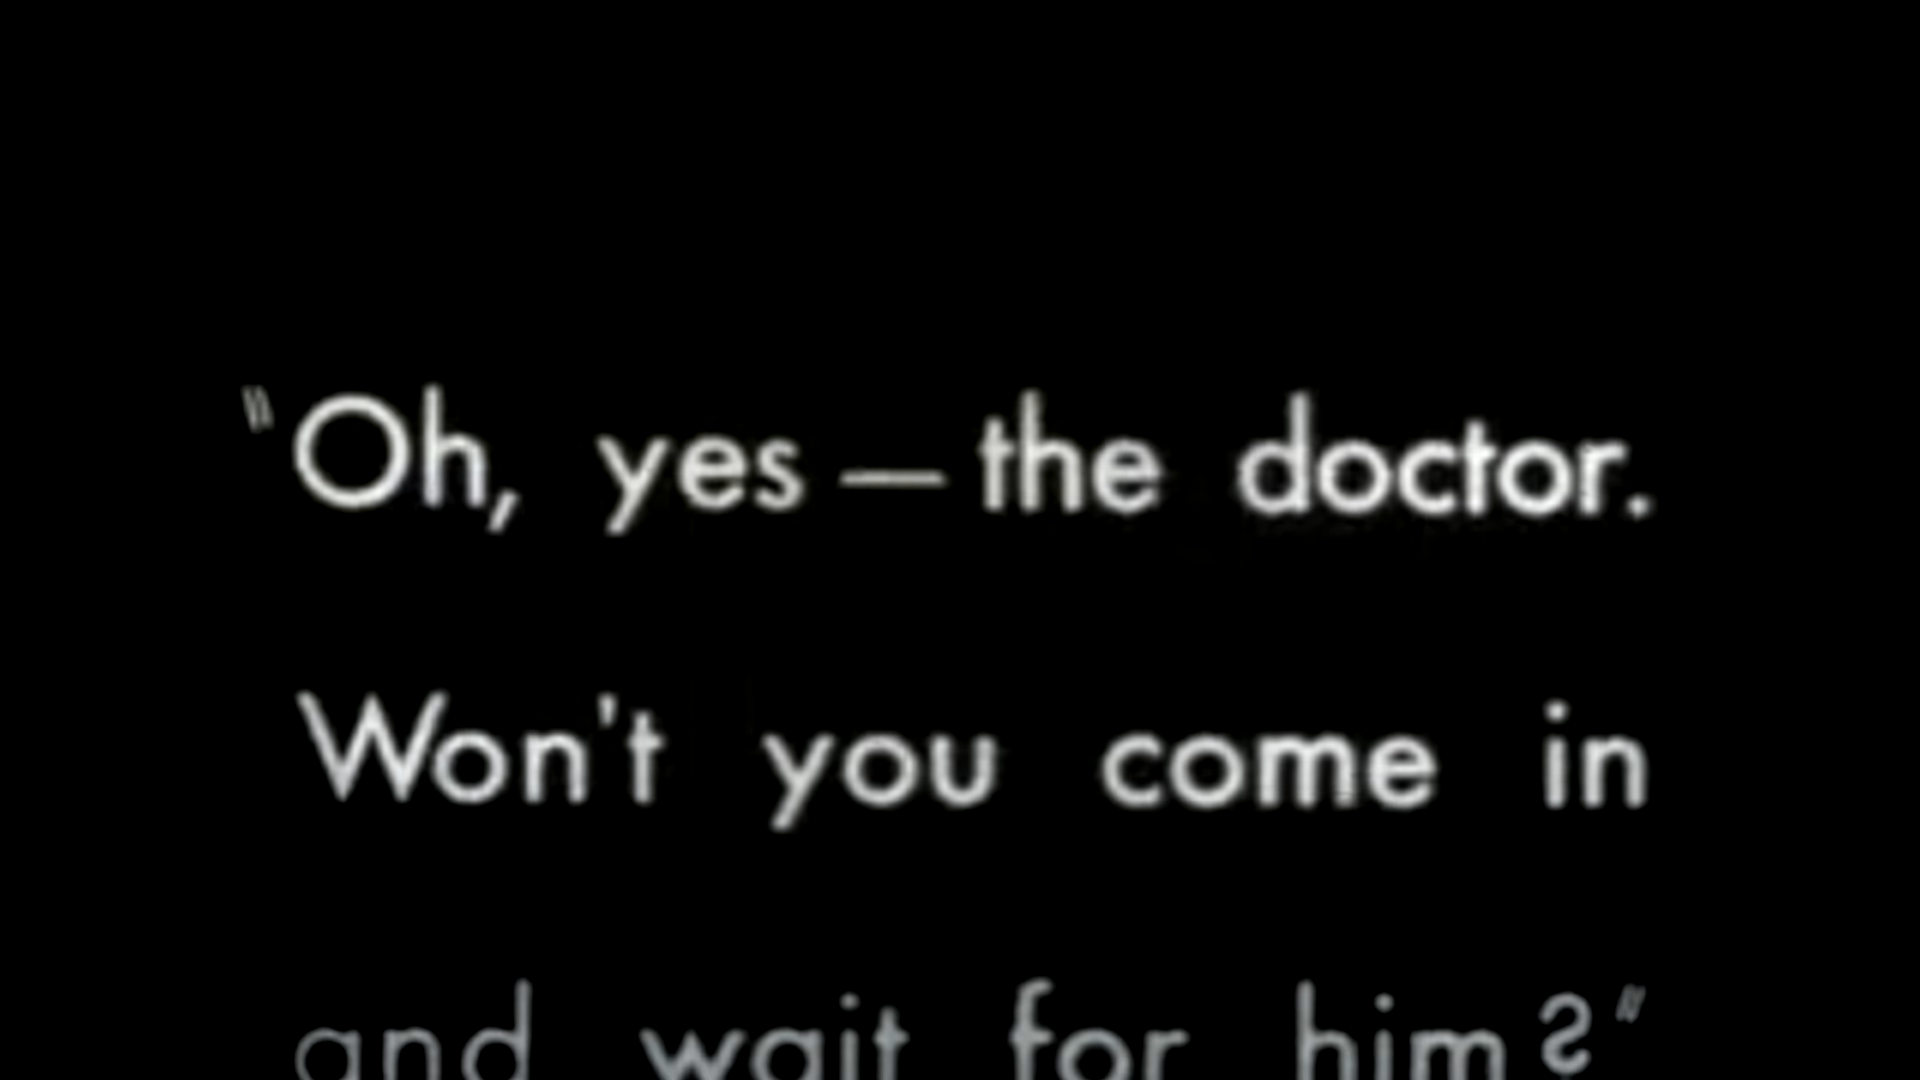 "Oh, yes — the doctor.
Won't you come in
and wait for him?"